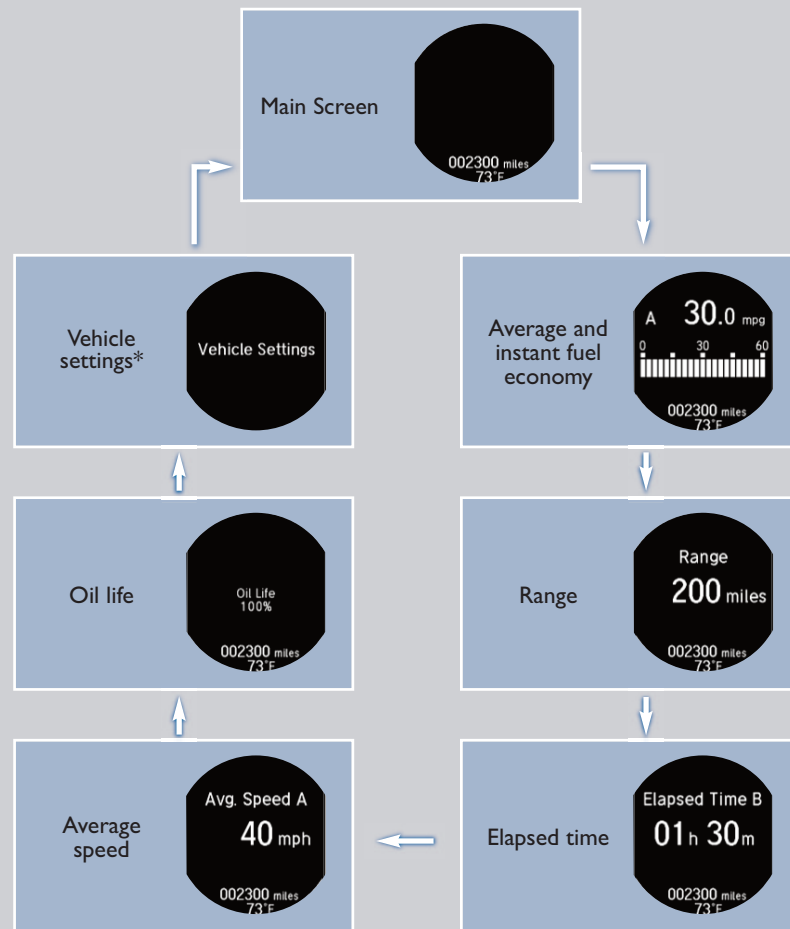 Main Screen
002300 miles
73°F
Average and
instant fuel
economy
A 30.0 mpg
0 30 60
002300 miles
73°F
Range
Range
200 miles
002300 miles
73°F
Elapsed time
Elapsed Time B
01h 30m
002300 miles
73°F
Average
speed
Avg. Speed A
40 mph
002300 miles
73°F
Oil life
Oil Life
100%
002300 miles
73°F
Vehicle
settings*
Vehicle Settings